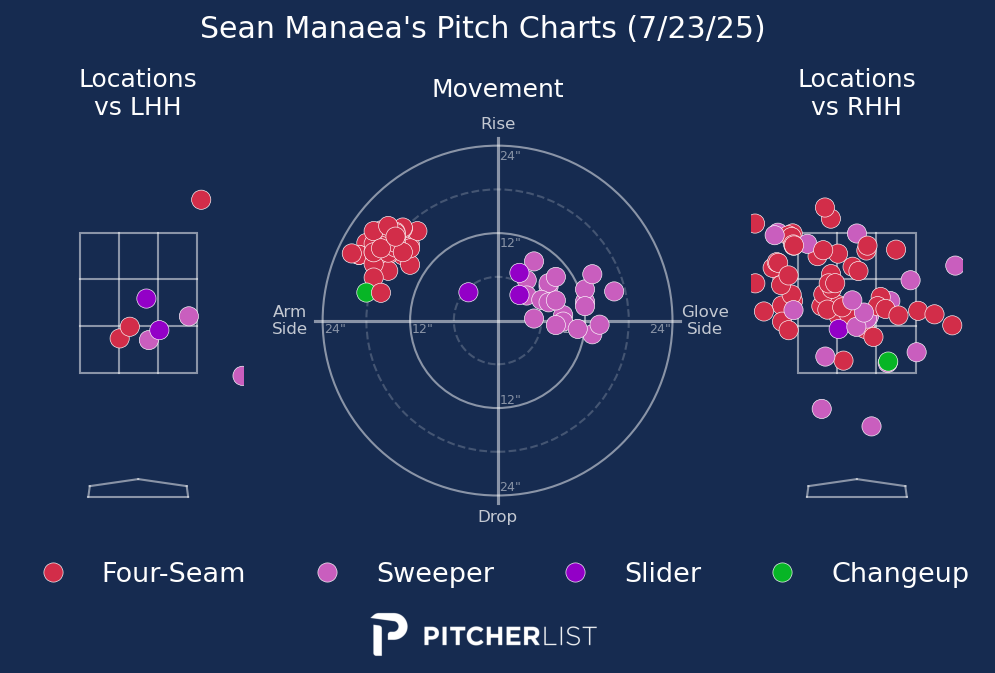 Sean Manaea's Pitch Charts (7/23/25)
Locations
vs LHH
Movement
Locations
vs RHH
Rise
24"
12"
Arm
Side
24"
12"
24"
Glove
Side
12"
24"
Drop
Four-Seam
Sweeper
Slider
Changeup
PITCHERLIST